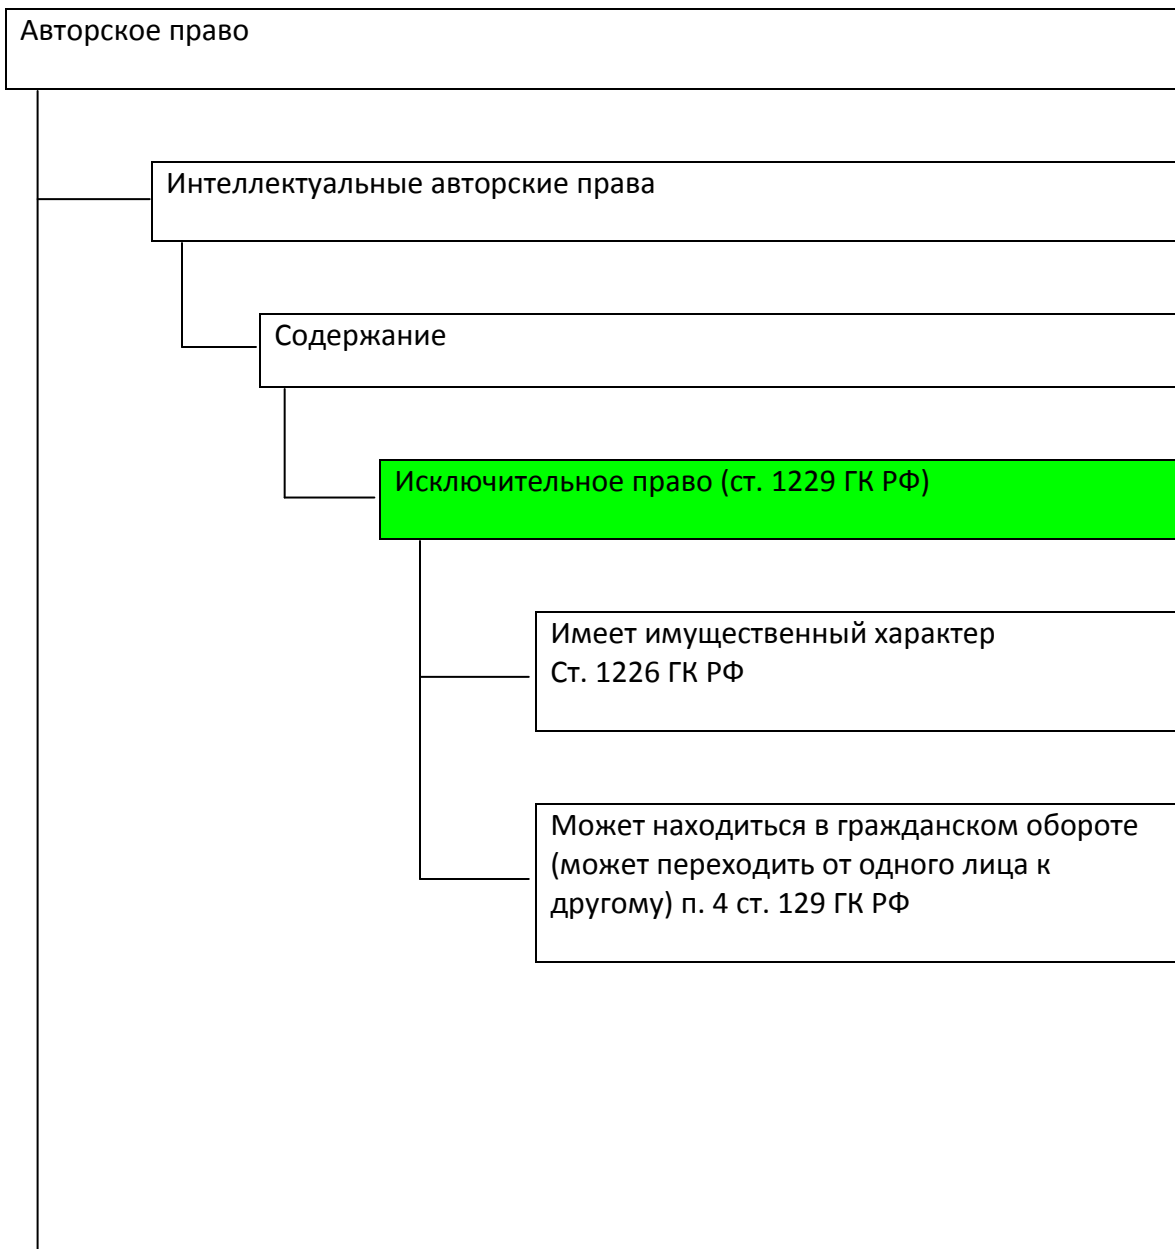 Авторское право
Интеллектуальные авторские права
Содержание
Исключительное право (ст. 1229 ГК РФ)
Имеет имущественный характер
Ст. 1226 ГК РФ
Может находиться в гражданском обороте
(может переходить от одного лица к
другому) п. 4 ст. 129 ГК РФ